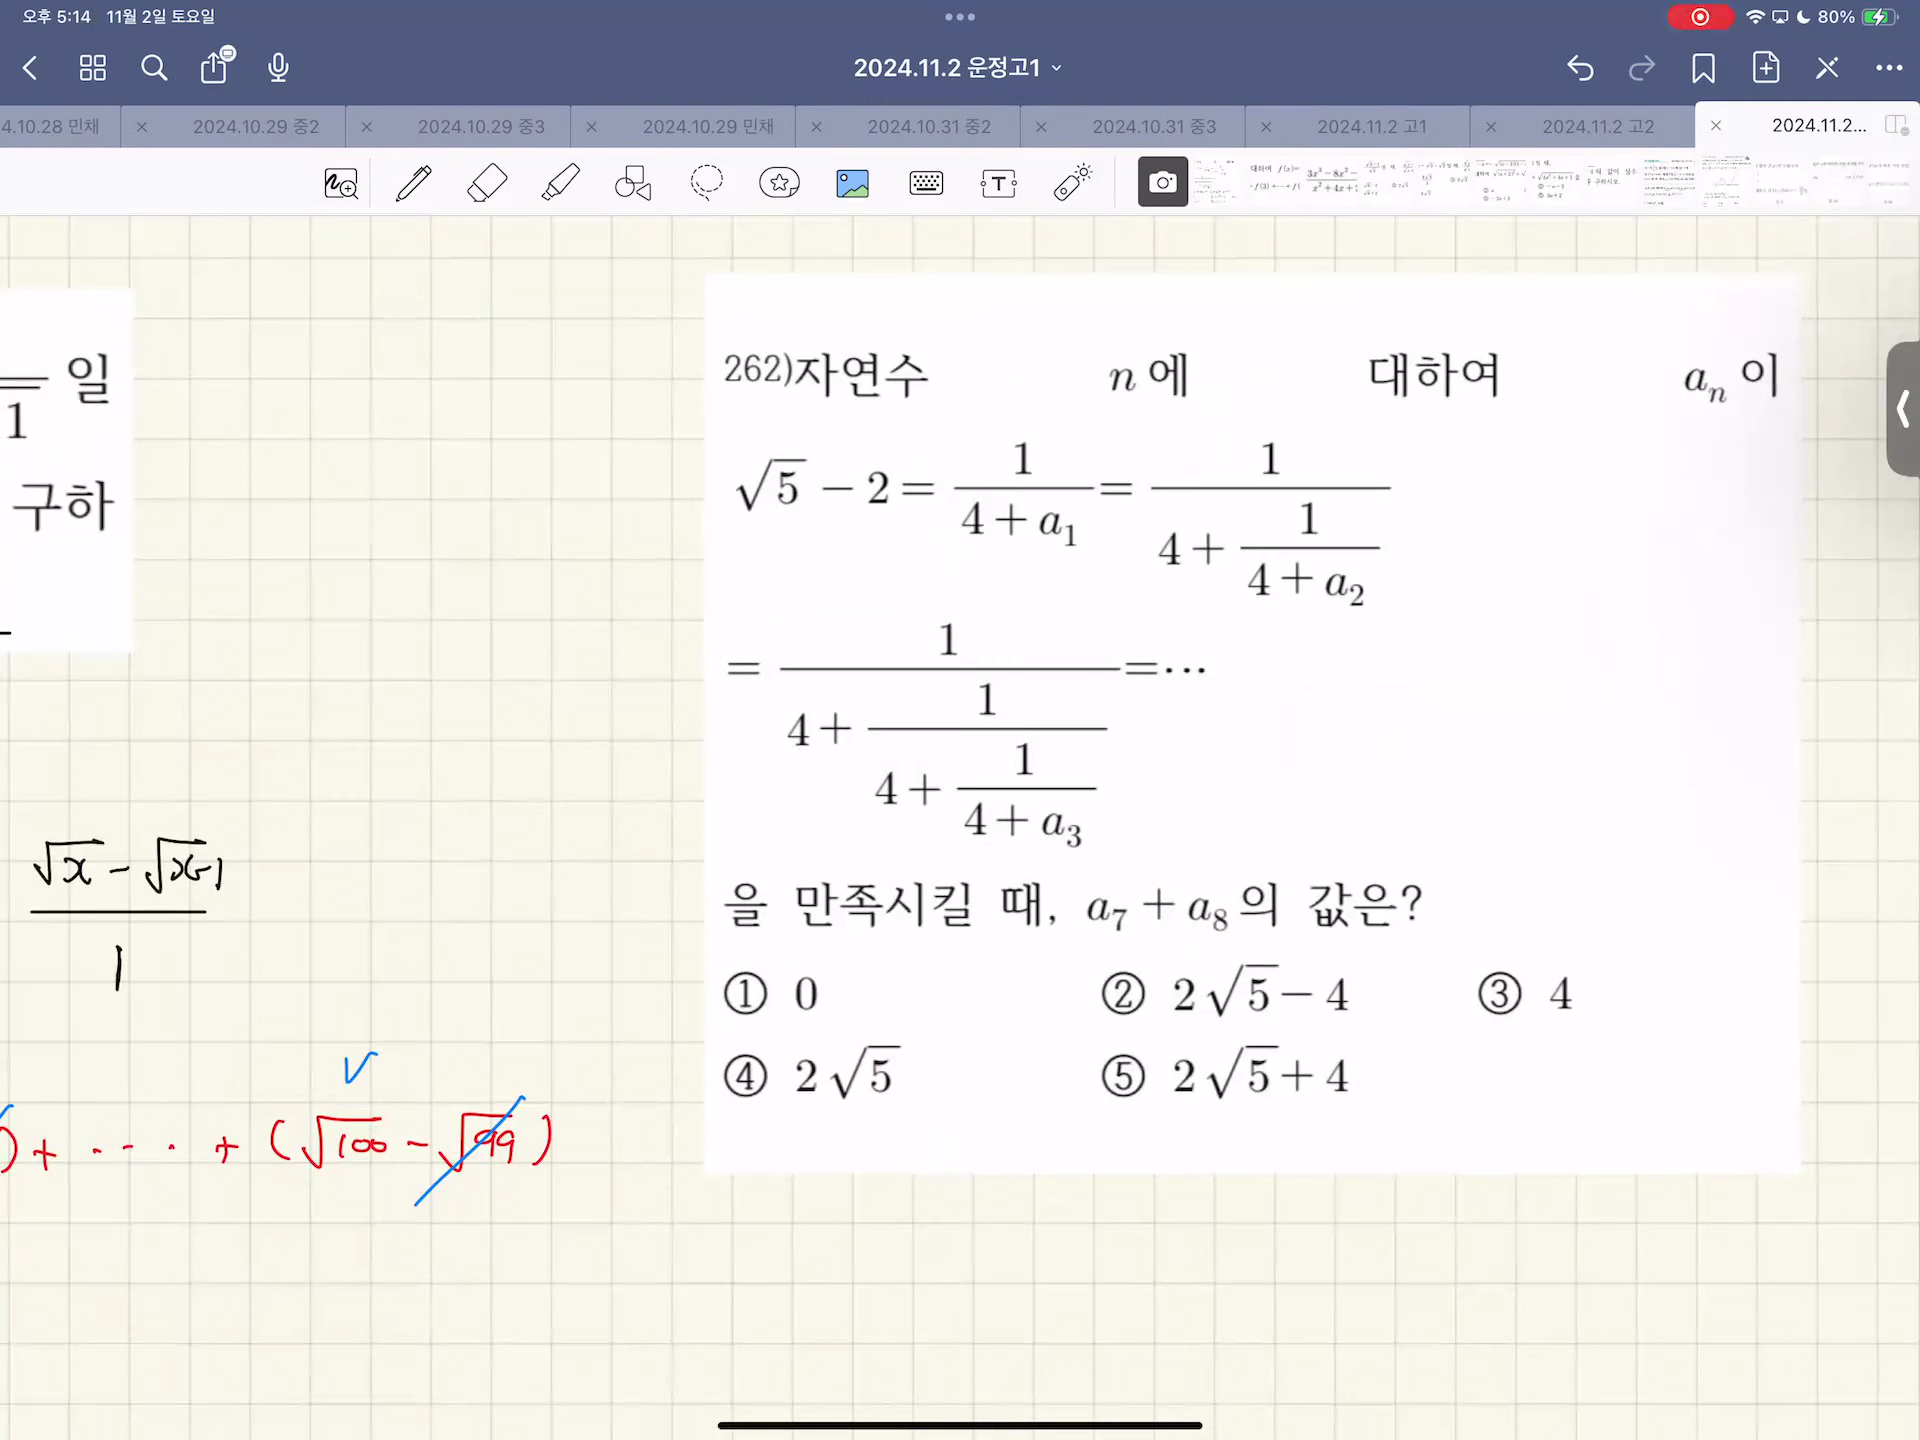 오후 5:14 11월 2일 토요일
80%
2024.11.2 운정고1
4.10.28 민채
2024.10.29 중2
2024.10.29 중3
2024.10.29 민채
2024.10.31 중2
2024.10.31 중3
2024.11.2 고1
2024.11.2 고2
2024.11.2...
일
1
구하
262)자연수 n에 대하여 aₙ이
√5 − 2 = 1/(4 + a₁) = 1/(4 + 1/(4 + a₂))
= 1/(4 + 1/(4 + 1/(4 + a₃))) = ···
을 만족시킬 때, a₇ + a₈의 값은?
① 0 ② 2√5 − 4 ③ 4
④ 2√5 ⑤ 2√5 + 4
(√x − √x-1)/1
) + ···· + (√100 − √99)